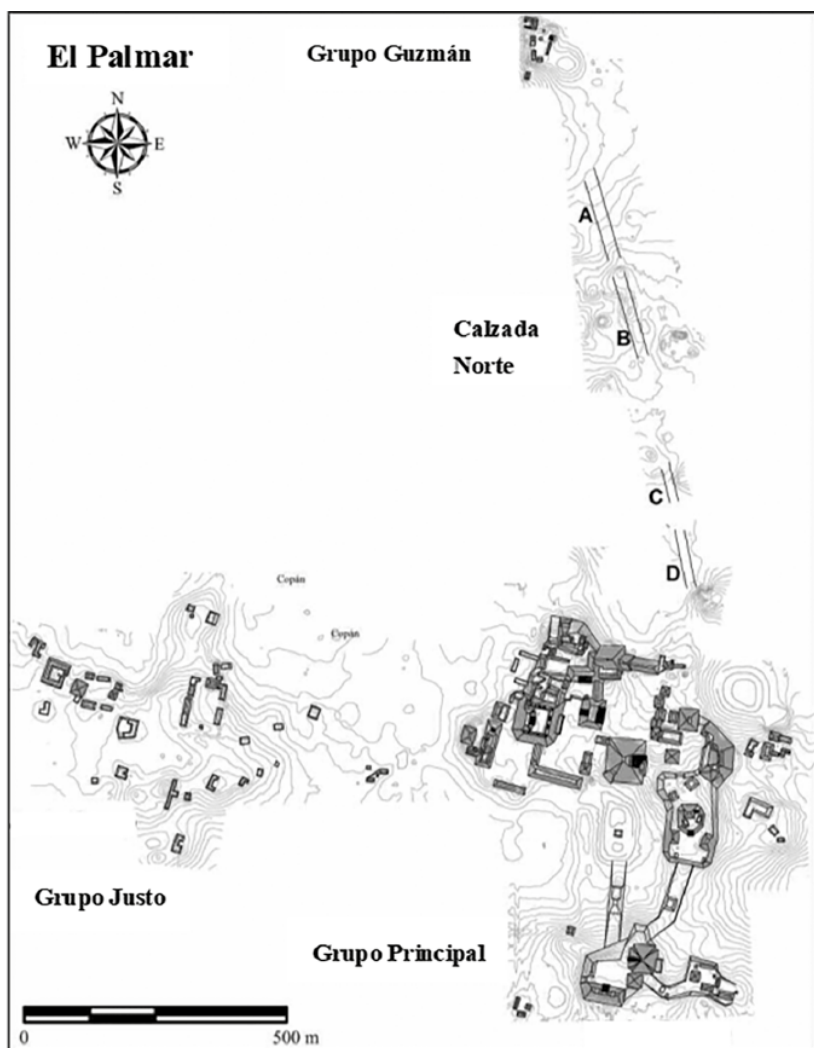 El Palmar
Grupo Guzmán
N
W E
S
A
Calzada
Norte
B
C
D
Copán
Copán
Grupo Justo
Grupo Principal
0 500 m